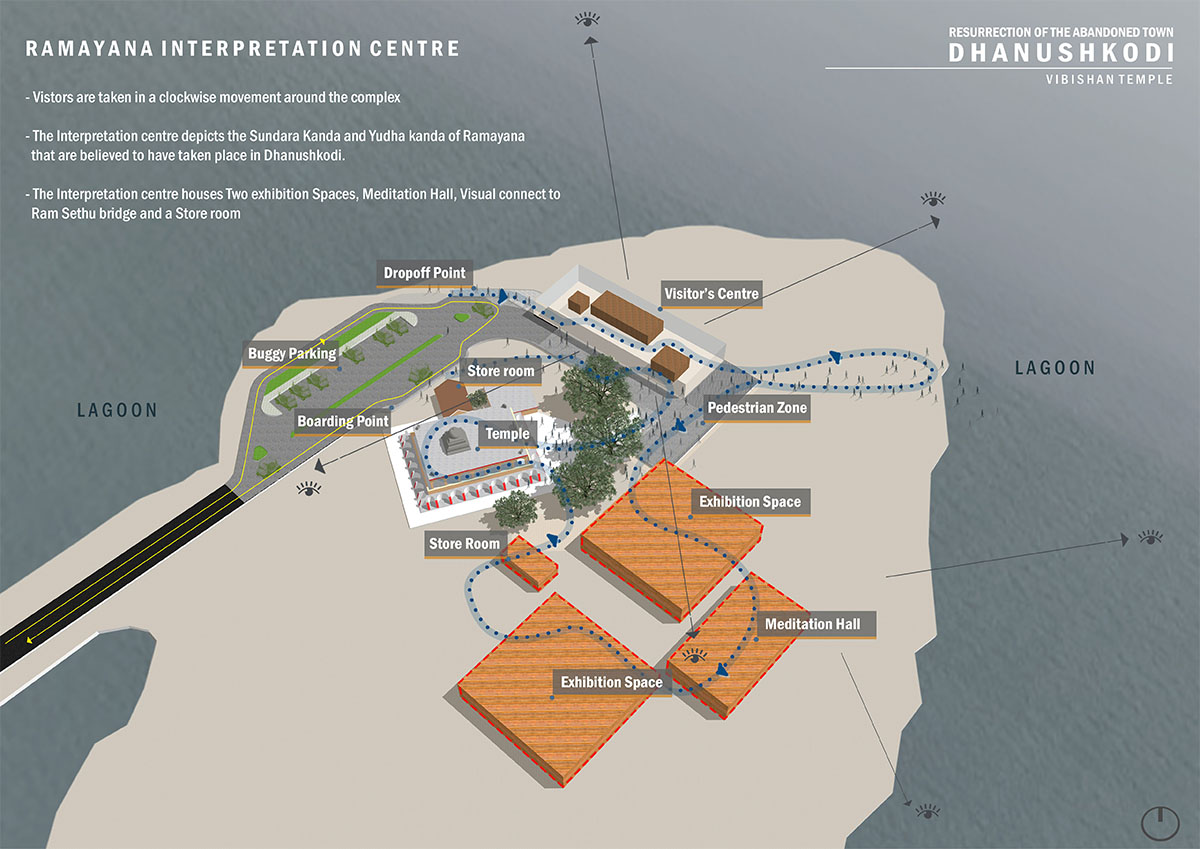 RAMAYANA INTERPRETATION CENTRE
RESURRECTION OF THE ABANDONED TOWN
DHANUSHKODI
VIBISHAN TEMPLE
- Vistors are taken in a clockwise movement around the complex
- The Interpretation centre depicts the Sundara Kanda and Yudha kanda of Ramayana
that are believed to have taken place in Dhanushkodi.
- The Interpretation centre houses Two exhibition Spaces, Meditation Hall, Visual connect to
Ram Sethu bridge and a Store room
Dropoff Point
Visitor's Centre
Buggy Parking
Store room
LAGOON
LAGOON
Boarding Point
Temple
Pedestrian Zone
Exhibition Space
Store Room
Meditation Hall
Exhibition Space